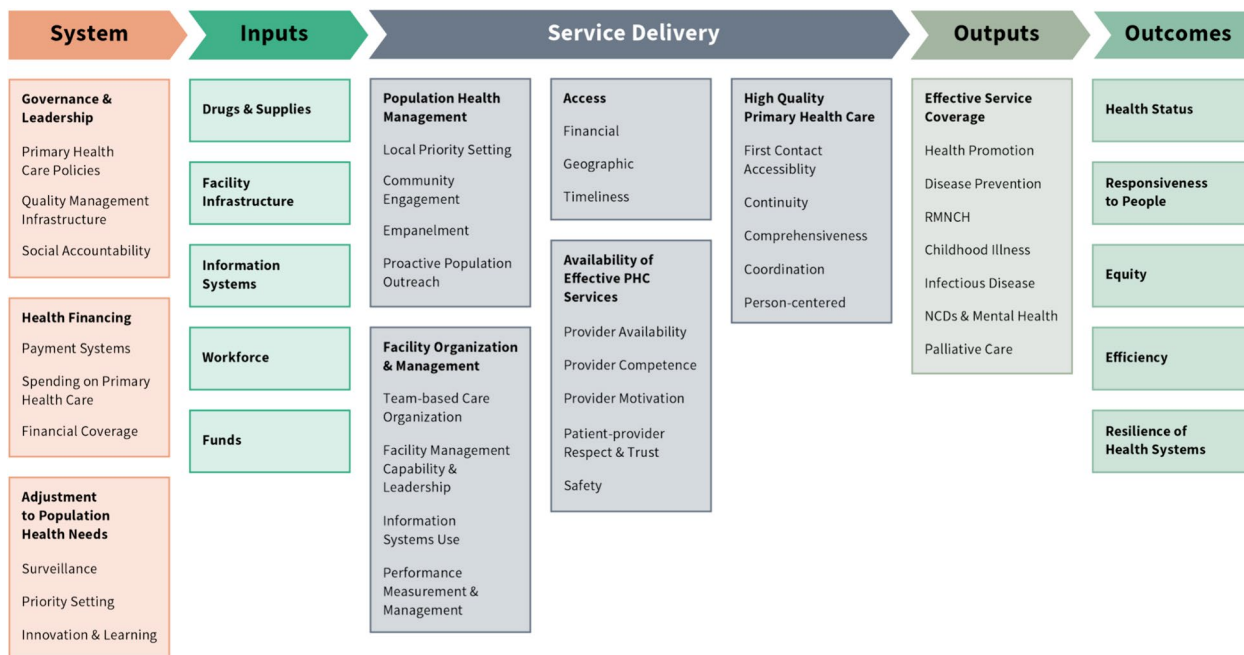 System
Inputs
Service Delivery
Outputs
Outcomes
Governance &
Leadership
Primary Health
Care Policies
Quality Management
Infrastructure
Social Accountability
Health Financing
Payment Systems
Spending on Primary
Health Care
Financial Coverage
Adjustment
to Population
Health Needs
Surveillance
Priority Setting
Innovation & Learning
Drugs & Supplies
Facility
Infrastructure
Information
Systems
Workforce
Funds
Population Health
Management
Local Priority Setting
Community
Engagement
Empanelment
Proactive Population
Outreach
Facility Organization
& Management
Team-based Care
Organization
Facility Management
Capability &
Leadership
Information
Systems Use
Performance
Measurement &
Management
Access
Financial
Geographic
Timeliness
Availability of
Effective PHC
Services
Provider Availability
Provider Competence
Provider Motivation
Patient-provider
Respect & Trust
Safety
High Quality
Primary Health Care
First Contact
Accessiblity
Continuity
Comprehensiveness
Coordination
Person-centered
Effective Service
Coverage
Health Promotion
Disease Prevention
RMNCH
Childhood Illness
Infectious Disease
NCDs & Mental Health
Palliative Care
Health Status
Responsiveness
to People
Equity
Efficiency
Resilience of
Health Systems